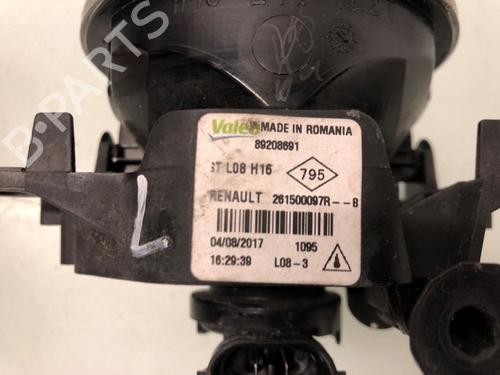 Valeo MADE IN ROMANIA
89208691
ST L08 H16
795
RENAULT 261500097R--B
04/08/2017 1095
16:29:39 L08-3
L